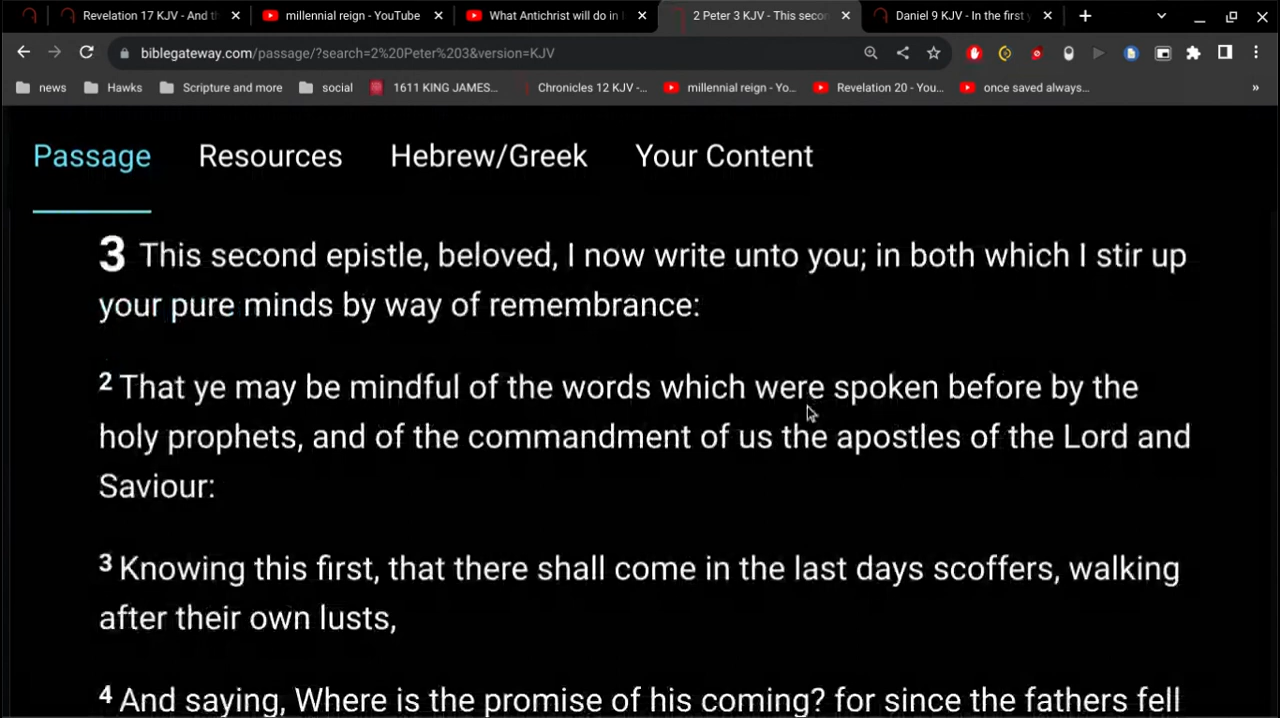 Revelation 17 KJV - And th
millennial reign - YouTube
What Antichrist will do in
2 Peter 3 KJV - This secon
Daniel 9 KJV - In the first
biblegateway.com/passage/?search=2%20Peter%203&version=KJV
news
Hawks
Scripture and more
social
1611 KING JAMES...
Chronicles 12 KJV -...
millennial reign - Yo...
Revelation 20 - You...
once saved always...
»
Passage
Resources
Hebrew/Greek
Your Content
3 This second epistle, beloved, I now write unto you; in both which I stir up
your pure minds by way of remembrance:
2 That ye may be mindful of the words which were spoken before by the
holy prophets, and of the commandment of us the apostles of the Lord and
Saviour:
3 Knowing this first, that there shall come in the last days scoffers, walking
after their own lusts,
4 And saying, Where is the promise of his coming? for since the fathers fell